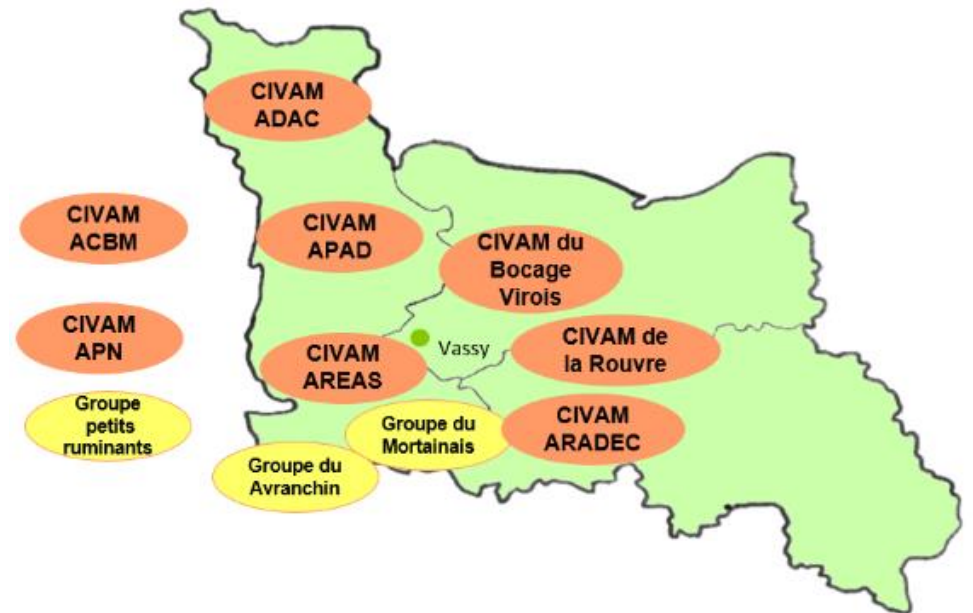 CIVAM
ADAC
CIVAM
ACBM
CIVAM
APAD
CIVAM du
Bocage
Virois
CIVAM
APN
Vassy
CIVAM
AREAS
CIVAM de
la Rouvre
Groupe
petits
ruminants
Groupe du
Mortainais
CIVAM
ARADEC
Groupe du
Avranchin